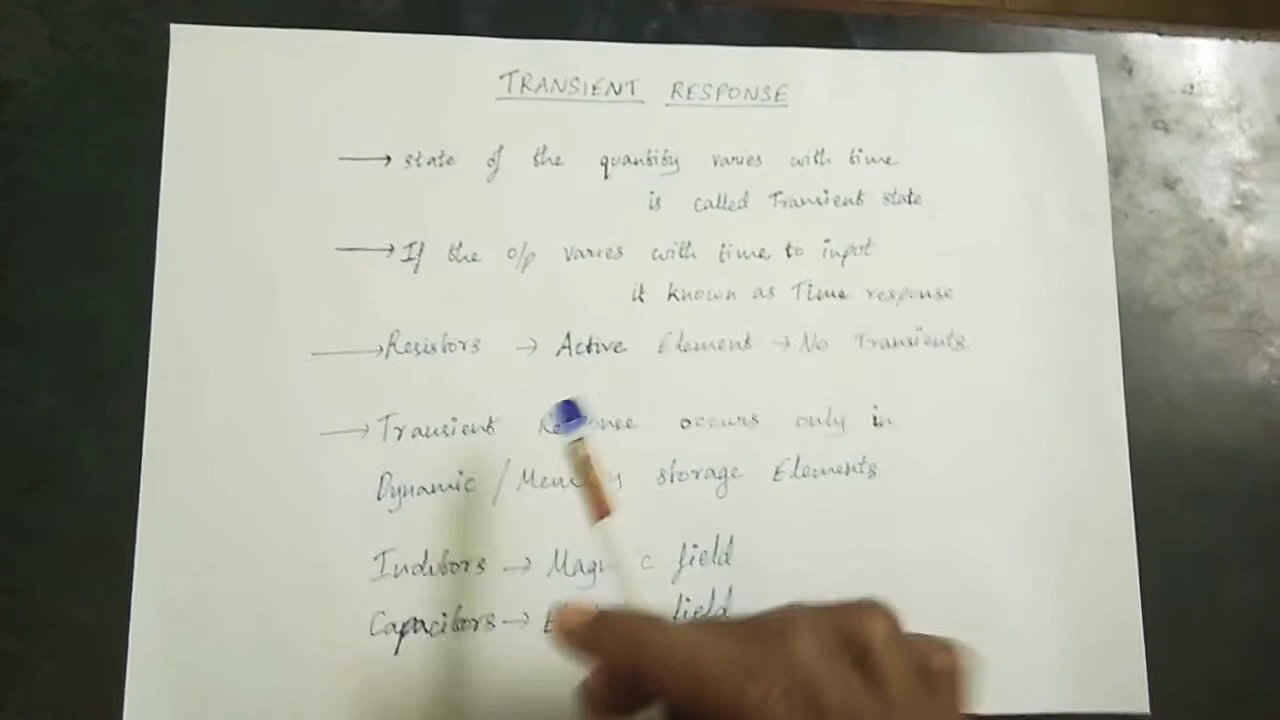 TRANSIENT RESPONSE
→ state of the quantity varies with time
is called Transient state
→ If the o/p varies with time, to input
it known as Time response
→ Resistors → Active Element → No Transients
→ Transient occurs only in
Dynamic / storage Elements
Inductors → field
Capacitors → field